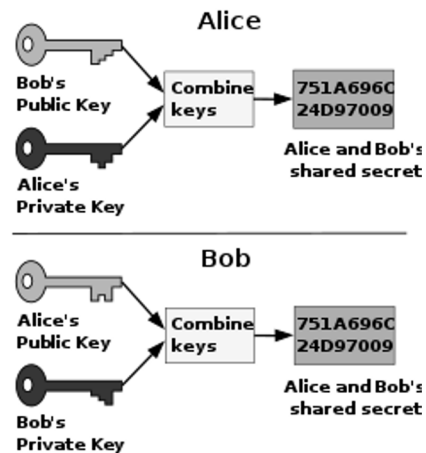 Alice
Bob's
Public Key
Combine
keys
751A696C
24D97009
Alice and Bob's
shared secret
Alice's
Private Key
Bob
Alice's
Public Key
Combine
keys
751A696C
24D97009
Alice and Bob's
shared secret
Bob's
Private Key